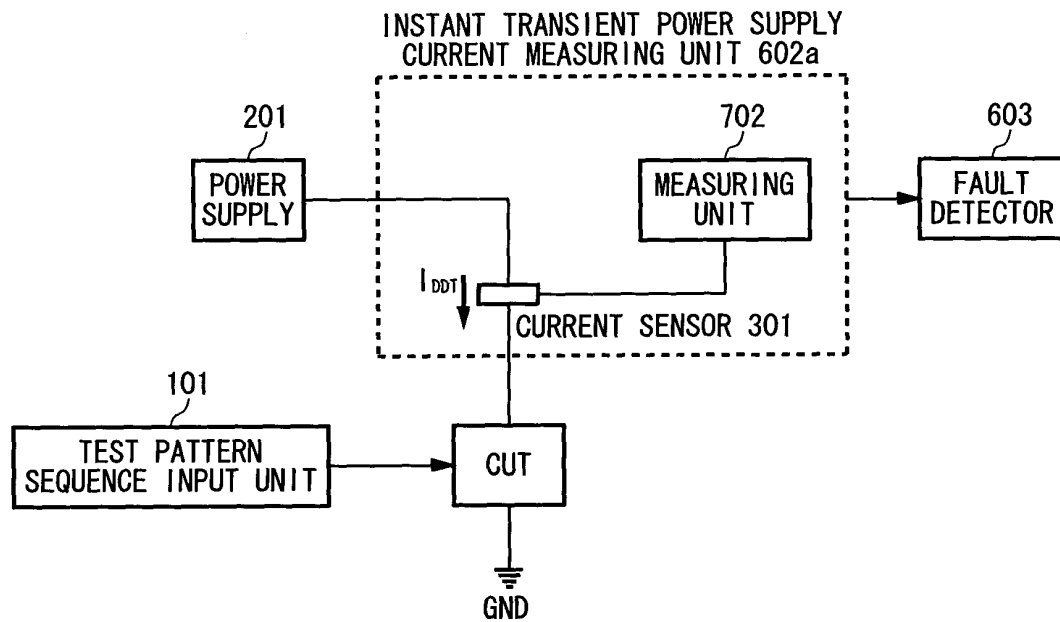 INSTANT TRANSIENT POWER SUPPLY
CURRENT MEASURING UNIT 602a
201
702
603
POWER
SUPPLY
MEASURING
UNIT
FAULT
DETECTOR
IDDT
CURRENT SENSOR 301
101
TEST PATTERN
SEQUENCE INPUT UNIT
CUT
GND